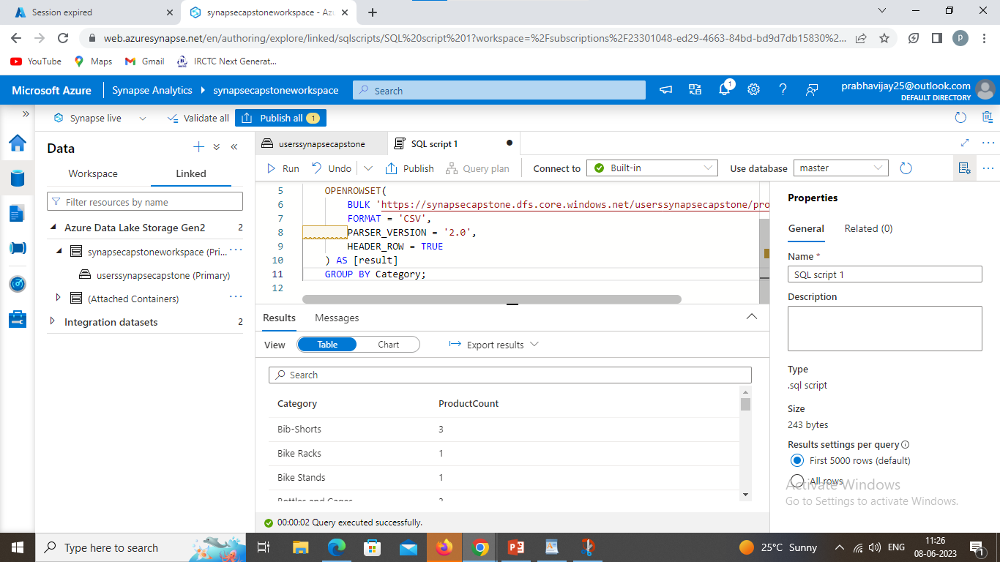 Session expired
synapsecapstoneworkspace - Azu
web.azuresynapse.net/en/authoring/explore/linked/sqlscripts/SQL%20script%201?workspace=%2Fsubscriptions%2F23301048-ed29-4663-84bd-bd9d7db15830%2...
P
YouTube
Maps
Gmail
IRCTC Next Generat...
Microsoft Azure
Synapse Analytics
synapsecapstoneworkspace
Search
1
prabhavijay25@outlook.com
DEFAULT DIRECTORY
Synapse live
Validate all
Publish all 1
Data
Workspace
Linked
Filter resources by name
Azure Data Lake Storage Gen2 2
synapsecapstoneworkspace (Pri...
userssynapsecapstone (Primary)
(Attached Containers)
Integration datasets 2
userssynapsecapstone
SQL script 1
Run
Undo
Publish
Query plan
Connect to
Built-in
Use database
master
5 OPENROWSET(
6 BULK 'https://synapsecapstone.dfs.core.windows.net/userssynapsecapstone/pro
7 FORMAT = 'CSV',
8 PARSER_VERSION = '2.0',
9 HEADER_ROW = TRUE
10 ) AS [result]
11 GROUP BY Category;
12
Results
Messages
View
Table
Chart
Export results
Search
Category ProductCount
Bib-Shorts 3
Bike Racks 1
Bike Stands 1
Bottles and Cages
00:00:02 Query executed successfully.
Properties
General
Related (0)
Name *
SQL script 1
Description
Type
.sql script
Size
243 bytes
Results settings per query
First 5000 rows (default)
All rows
Activate Windows
Go to Settings to activate Windows.
Type here to search
25°C Sunny
ENG
11:26
08-06-2023
1